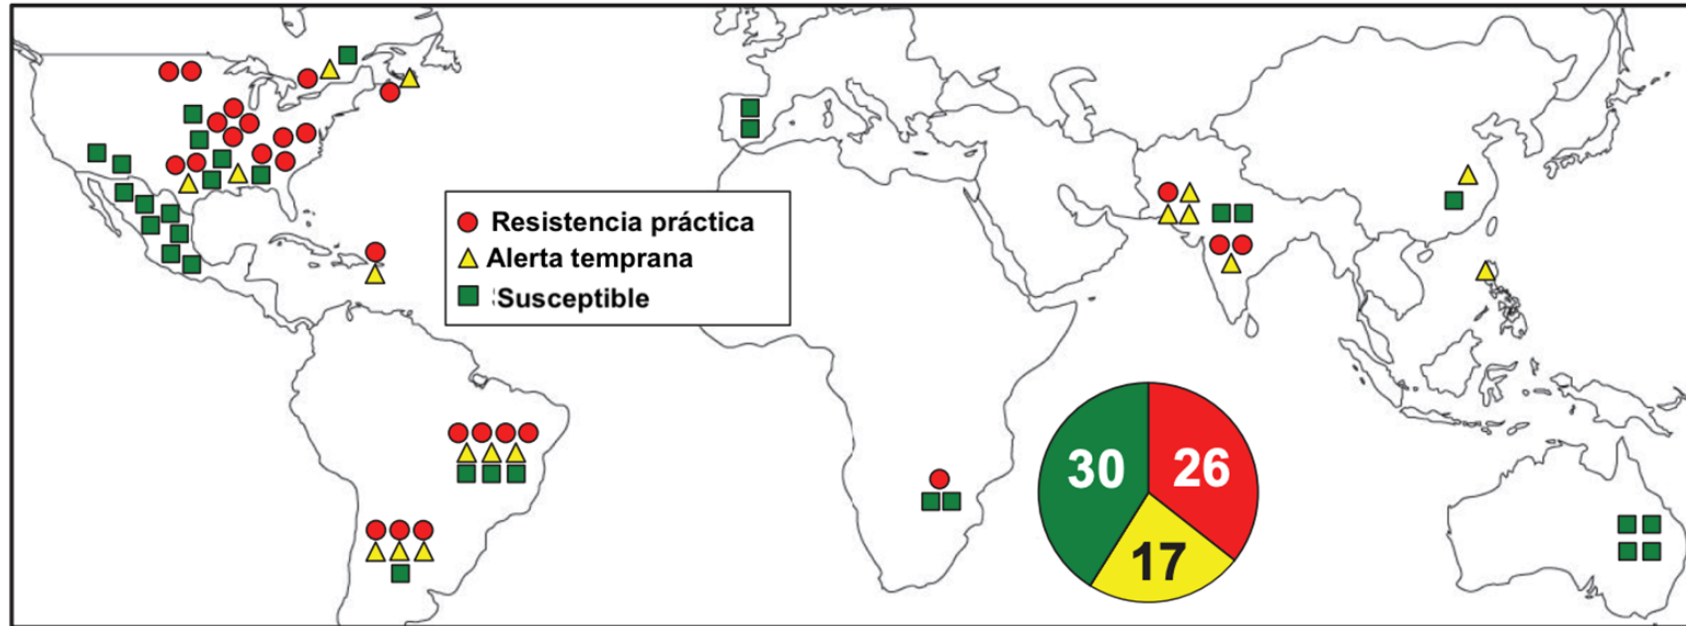 Resistencia práctica
Alerta temprana
Susceptible
30
26
17